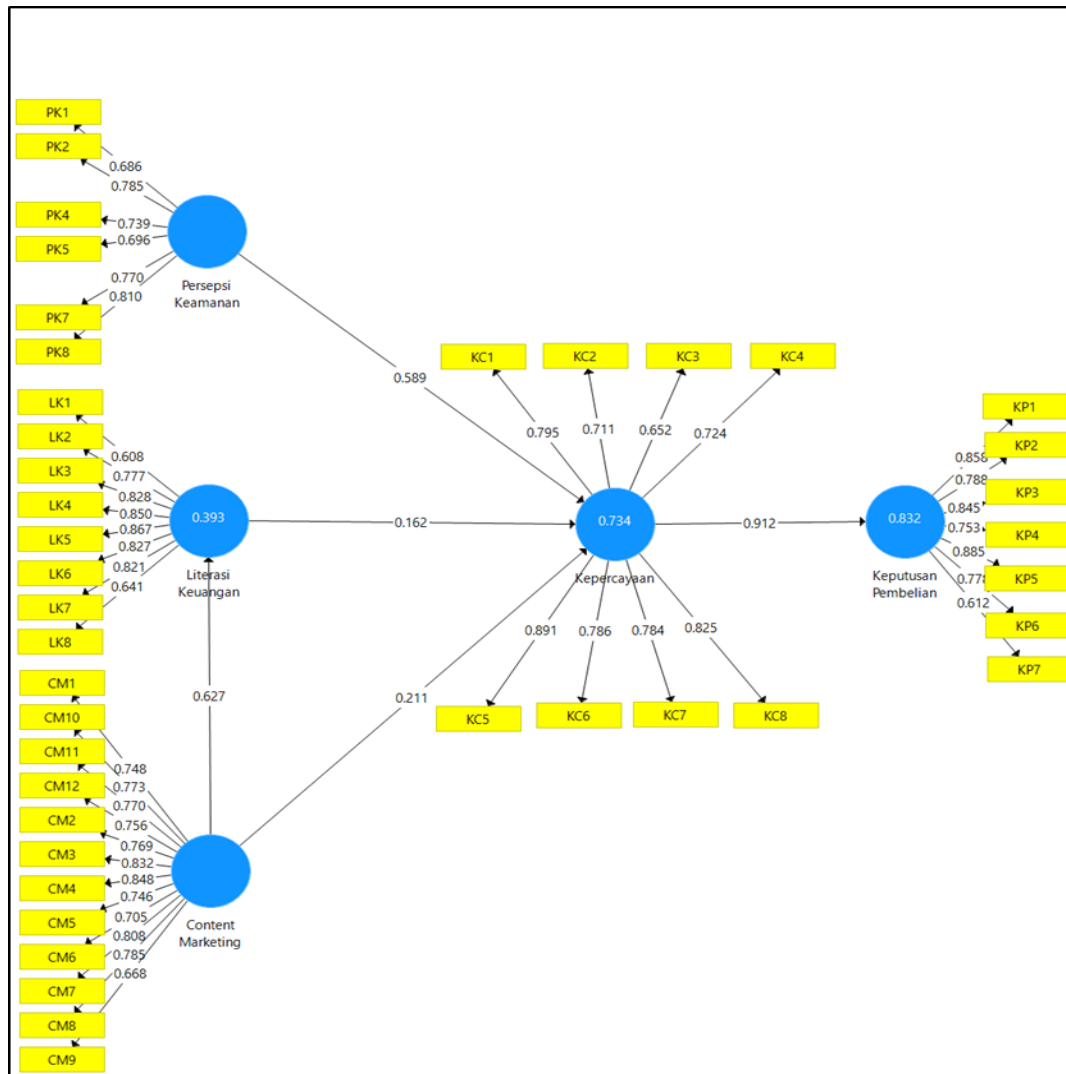 PK1
PK2
PK4
PK5
PK7
PK8
0.686
0.785
0.739
0.696
0.770
0.810
Persepsi
Keamanan
0.589
LK1
LK2
LK3
LK4
LK5
LK6
LK7
LK8
0.608
0.777
0.828
0.850
0.867
0.827
0.821
0.641
0.393
Literasi
Keuangan
0.162
0.627
CM1
CM10
CM11
CM12
CM2
CM3
CM4
CM5
CM6
CM7
CM8
CM9
0.748
0.773
0.770
0.756
0.769
0.832
0.848
0.746
0.705
0.808
0.785
0.668
Content
Marketing
0.211
KC1
KC2
KC3
KC4
0.795
0.711
0.652
0.724
0.734
Kepercayaan
0.891
0.786
0.784
0.825
KC5
KC6
KC7
KC8
0.912
0.832
Keputusan
Pembelian
0.858
0.788
0.845
0.753
0.885
0.778
0.612
KP1
KP2
KP3
KP4
KP5
KP6
KP7